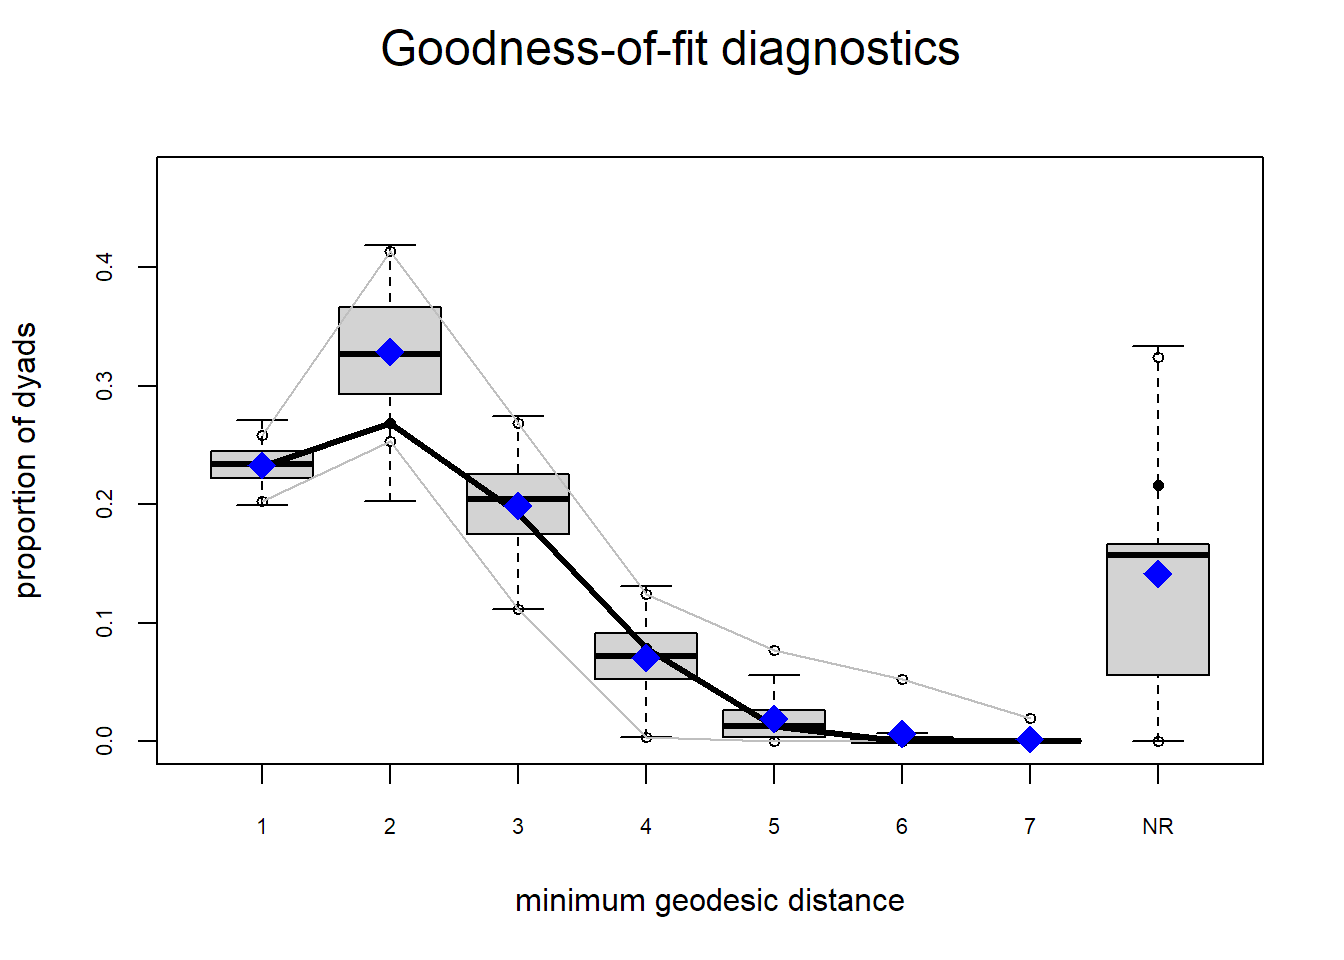 Goodness-of-fit diagnostics
proportion of dyads
0.4
0.3
0.2
0.1
0.0
1 2 3 4 5 6 7 NR
minimum geodesic distance